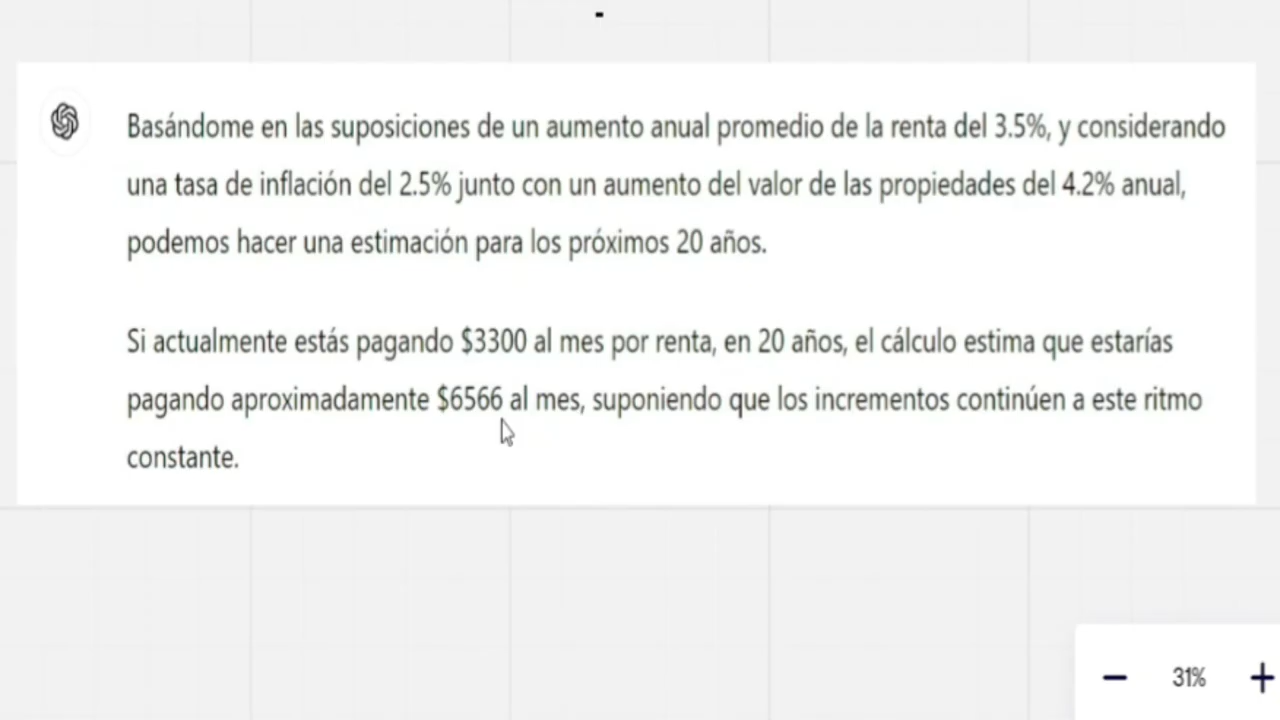 Basándome en las suposiciones de un aumento anual promedio de la renta del 3.5%, y considerando
una tasa de inflación del 2.5% junto con un aumento del valor de las propiedades del 4.2% anual,
podemos hacer una estimación para los próximos 20 años.
Si actualmente estás pagando $3300 al mes por renta, en 20 años, el cálculo estima que estarías
pagando aproximadamente $6566 al mes, suponiendo que los incrementos continúen a este ritmo
constante.
31%